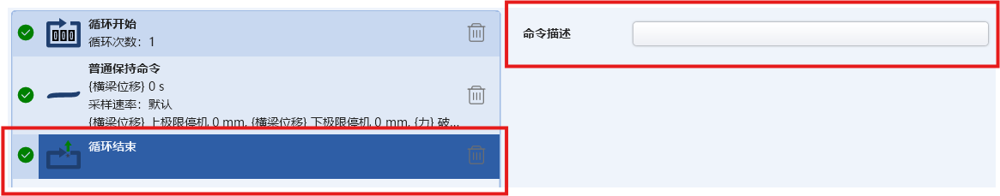 循环开始
循环次数：1
普通保持命令
{横梁位移} 0 s
采样速率：默认
{横梁位移} 上极限停机 0 mm, {横梁位移} 下极限停机 0 mm, {力} 破...
循环结束
命令描述